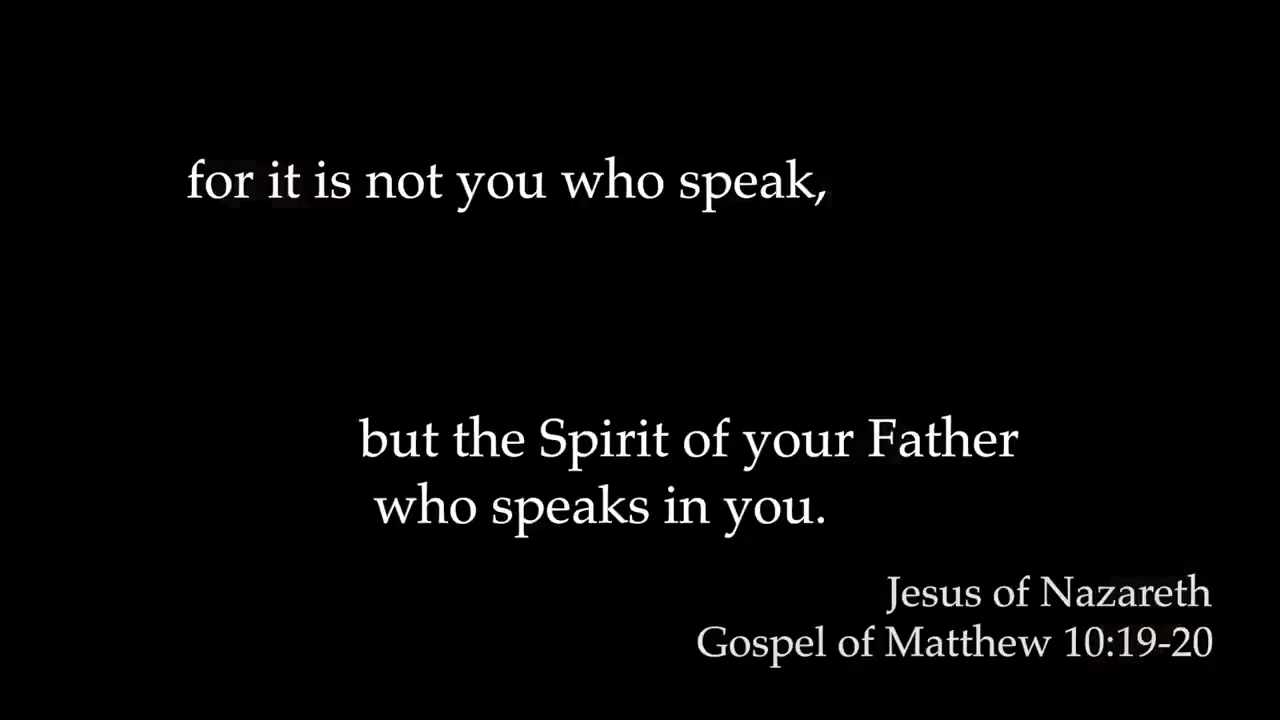 for it is not you who speak,
but the Spirit of your Father
who speaks in you.
Jesus of Nazareth
Gospel of Matthew 10:19-20